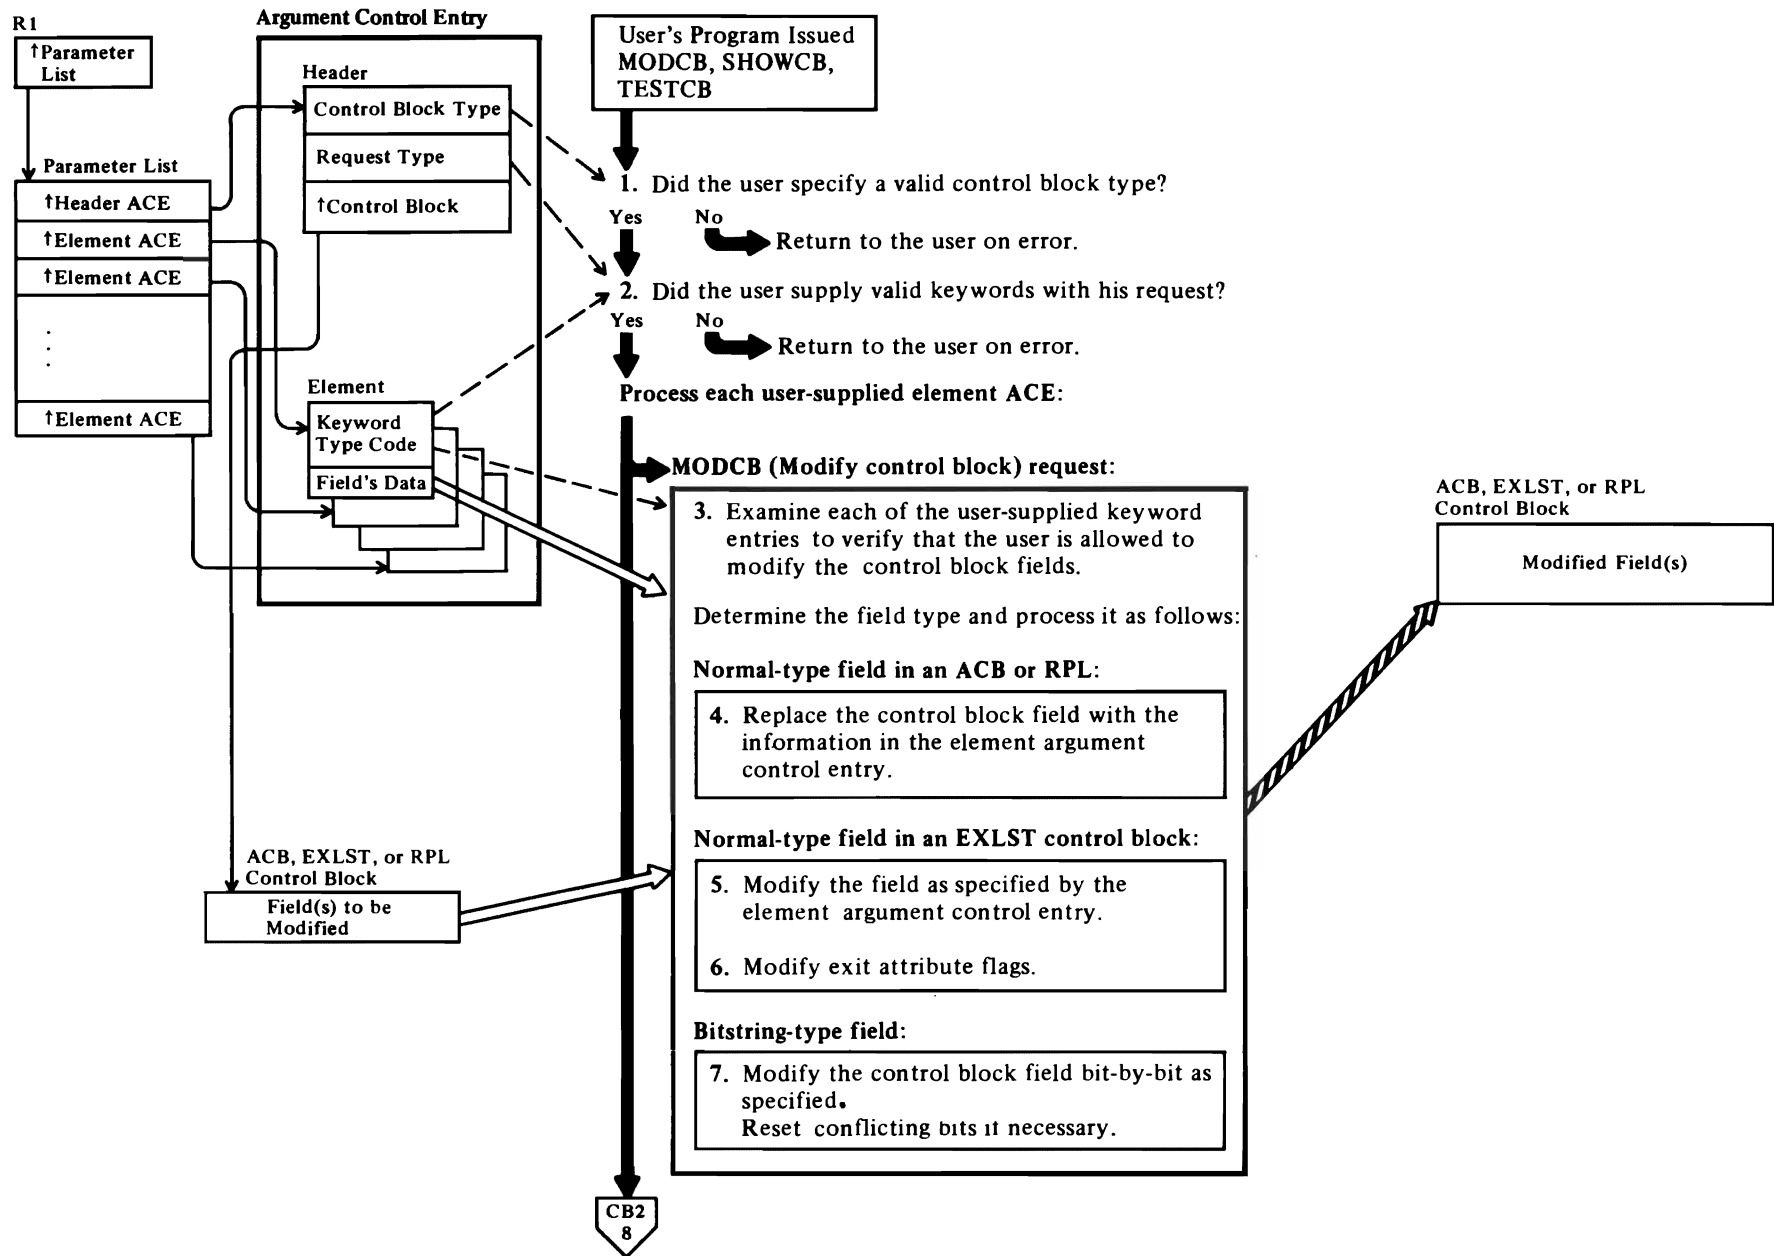 R1
↑Parameter
List
Parameter List
↑Header ACE
↑Element ACE
↑Element ACE
.
.
.
↑Element ACE
Argument Control Entry
Header
Control Block Type
Request Type
↑Control Block
Element
Keyword
Type Code
Field's Data
ACB, EXLST, or RPL
Control Block
Field(s) to be
Modified
User's Program Issued
MODCB, SHOWCB,
TESTCB
1. Did the user specify a valid control block type?
Yes No
Return to the user on error.
2. Did the user supply valid keywords with his request?
Yes No
Return to the user on error.
Process each user-supplied element ACE:
MODCB (Modify control block) request:
3. Examine each of the user-supplied keyword
entries to verify that the user is allowed to
modify the control block fields.
Determine the field type and process it as follows:
Normal-type field in an ACB or RPL:
4. Replace the control block field with the
information in the element argument
control entry.
Normal-type field in an EXLST control block:
5. Modify the field as specified by the
element argument control entry.
6. Modify exit attribute flags.
Bitstring-type field:
7. Modify the control block field bit-by-bit as
specified.
Reset conflicting bits if necessary.
CB2
8
ACB, EXLST, or RPL
Control Block
Modified Field(s)